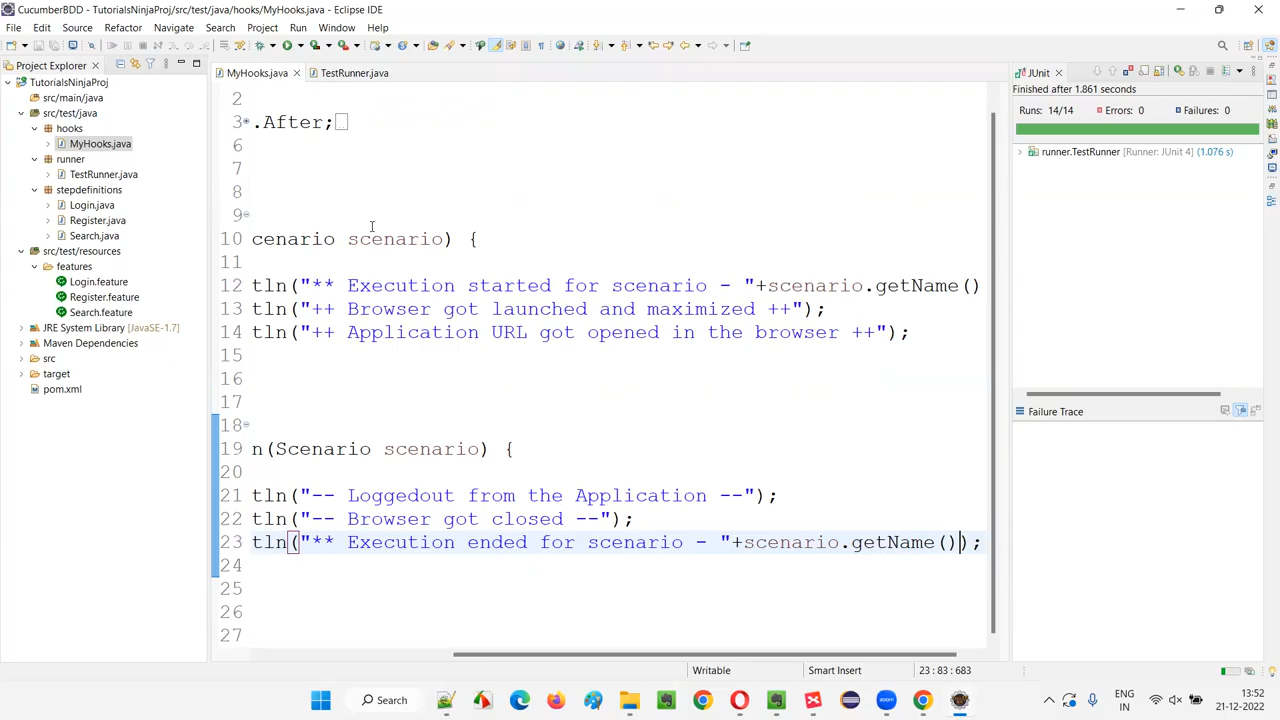 CucumberBDD - TutorialsNinjaProj/src/test/java/hooks/MyHooks.java - Eclipse IDE
File Edit Source Refactor Navigate Search Project Run Window Help
Project Explorer
TutorialsNinjaProj
src/main/java
src/test/java
hooks
MyHooks.java
runner
TestRunner.java
stepdefinitions
Login.java
Register.java
Search.java
src/test/resources
features
Login.feature
Register.feature
Search.feature
JRE System Library [JavaSE-1.7]
Maven Dependencies
src
target
pom.xml
MyHooks.java TestRunner.java
2
3 .After;
6
7
8
9
10 cenario scenario) {
11
12 tln("** Execution started for scenario - "+scenario.getName()
13 tln("++ Browser got launched and maximized ++");
14 tln("++ Application URL got opened in the browser ++");
15
16
17
18
19 n(Scenario scenario) {
20
21 tln("-- Loggedout from the Application --");
22 tln("-- Browser got closed --");
23 tln("** Execution ended for scenario - "+scenario.getName());
24
25
26
27
JUnit
Finished after 1.861 seconds
Runs: 14/14 Errors: 0 Failures: 0
runner.TestRunner [Runner: JUnit 4] (1.076 s)
Failure Trace
Writable Smart Insert 23 : 83 : 683
Search
zoom
ENG
IN
13:52
21-12-2022